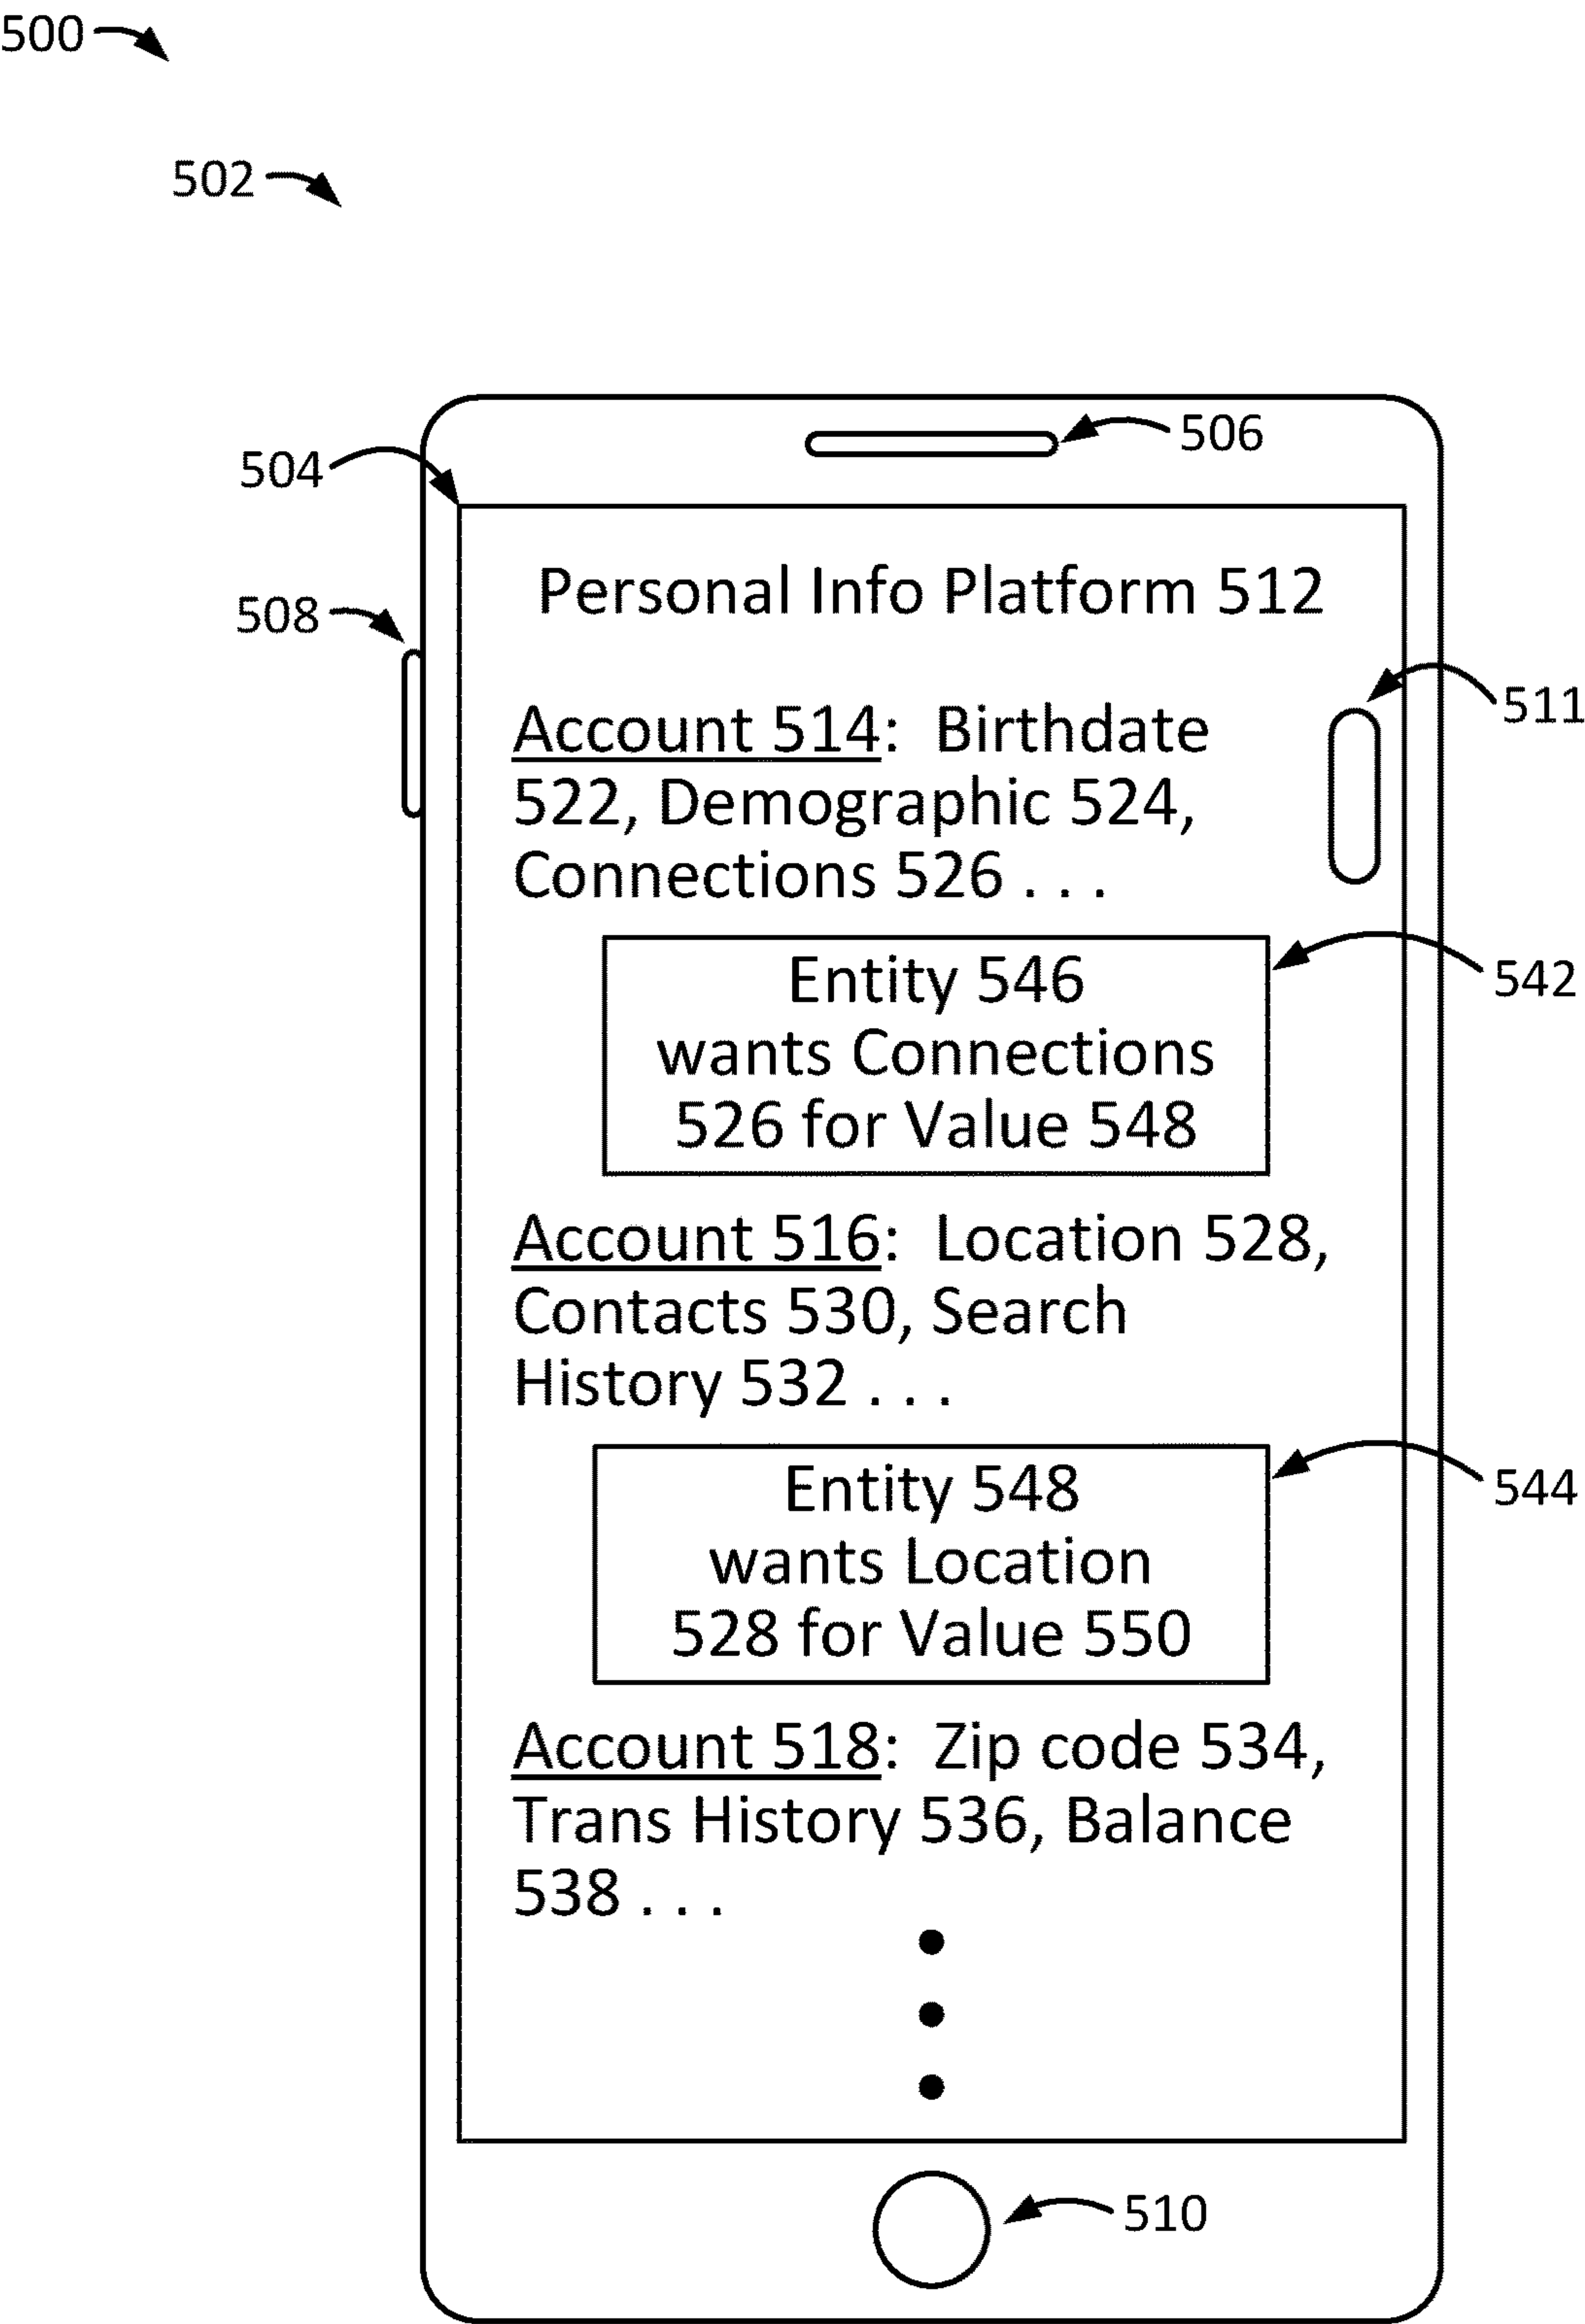 500
502
506
504
Personal Info Platform 512
508
511
Account 514:  Birthdate
522, Demographic 524,
Connections 526 . . .
Entity 546
wants Connections
526 for Value 548
542
Account 516:  Location 528,
Contacts 530, Search
History 532 . . .
Entity 548
wants Location
528 for Value 550
544
Account 518:  Zip code 534,
Trans History 536, Balance
538 . . .
510